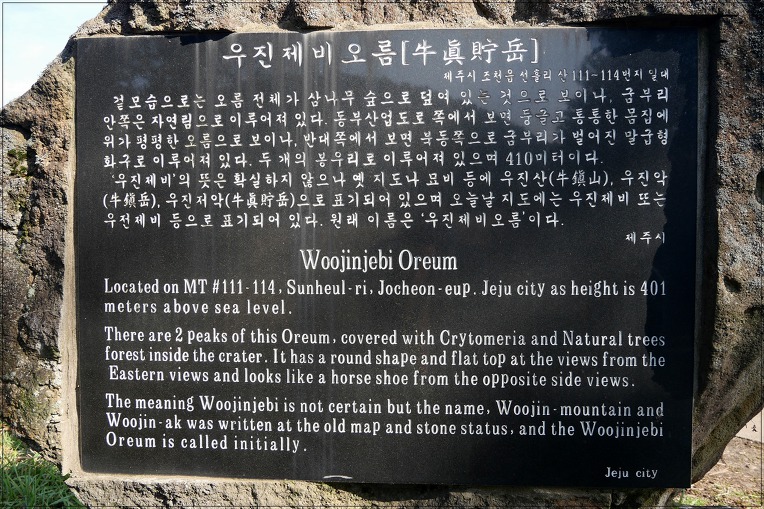 우진제비오름[牛眞貯岳]
제주시 조천읍 선흘리 산 111-114번지 일대
겉모습으로는 오름 전체가 삼나무 숲으로 덮여 있는 것으로 보이나, 굼부리
안쪽은 자연림으로 이루어져 있다. 동부산업도로 쪽에서 보면 둥글고 통통한 몸집에
위가 평평한 오름으로 보이나, 반대쪽에서 보면 북동쪽으로 굼부리가 벌어진 말굽형
화구로 이루어져 있다. 두 개의 봉우리로 이루어져 있으며 410미터이다.
'우진제비'의 뜻은 확실하지 않으나 옛 지도나 묘비 등에 우진산(牛鎭山), 우진악
(牛鎭岳), 우진저악(牛眞貯岳)으로 표기되어 있으며 오늘날 지도에는 우진제비 또는
우전제비 등으로 표기되어 있다. 원래 이름은 '우진제비오름'이다.
제주시
Woojinjebi Oreum
Located on MT #111-114, Sunheul-ri, Jocheon-eup. Jeju city as height is 401
meters above sea level.
There are 2 peaks of this Oreum, covered with Crytomeria and Natural trees
forest inside the crater. It has a round shape and flat top at the views from the
Eastern views and looks like a horse shoe from the opposite side views.
The meaning Woojinjebi is not certain but the name, Woojin-mountain and
Woojin-ak was written at the old map and stone status, and the Woojinjebi
Oreum is called initially.
Jeju city